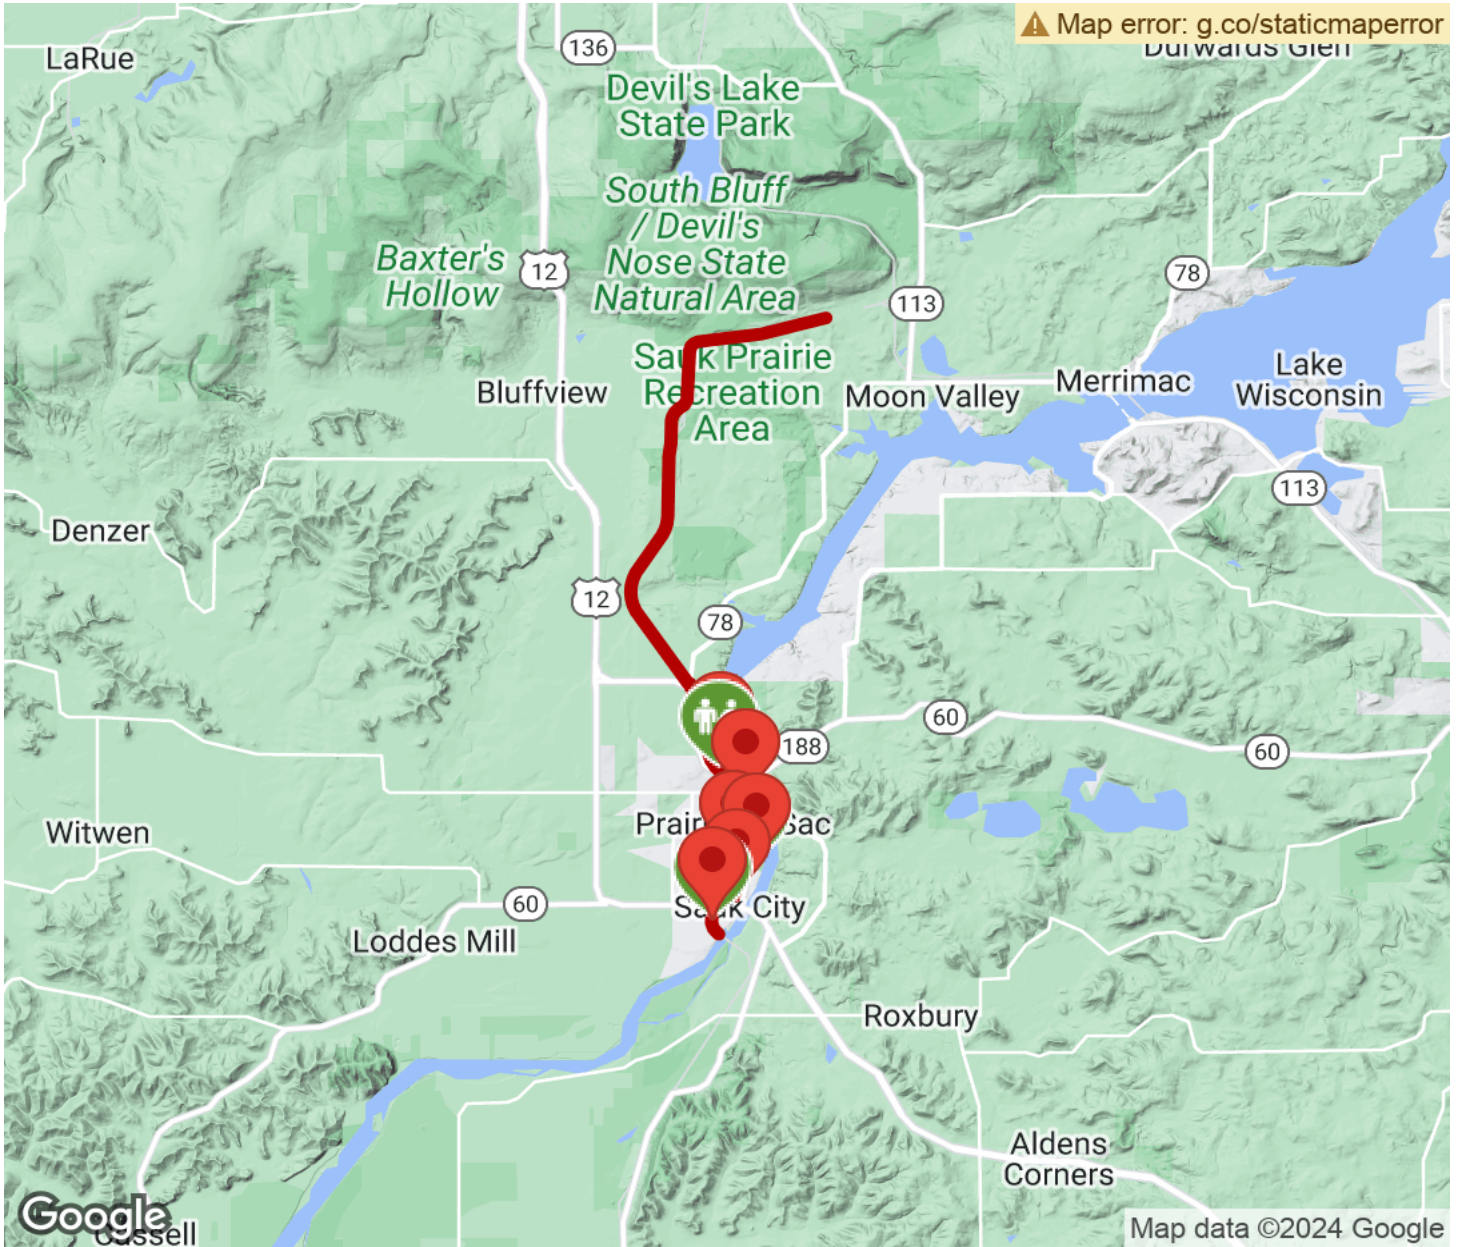 Map error: g.co/staticmaperror
LaRue
136
Durwards Glen
Devil's Lake
State Park
South Bluff
/ Devil's
Nose State
Natural Area
Baxter's
Hollow
12
78
113
Sauk Prairie
Recreation
Area
Bluffview
Moon Valley
Merrimac
Lake
Wisconsin
113
Denzer
12
78
60
188
60
Witwen
Prair Sac
60
Sauk City
Loddes Mill
Roxbury
Aldens
Corners
Google
Cassell
Map data ©2024 Google